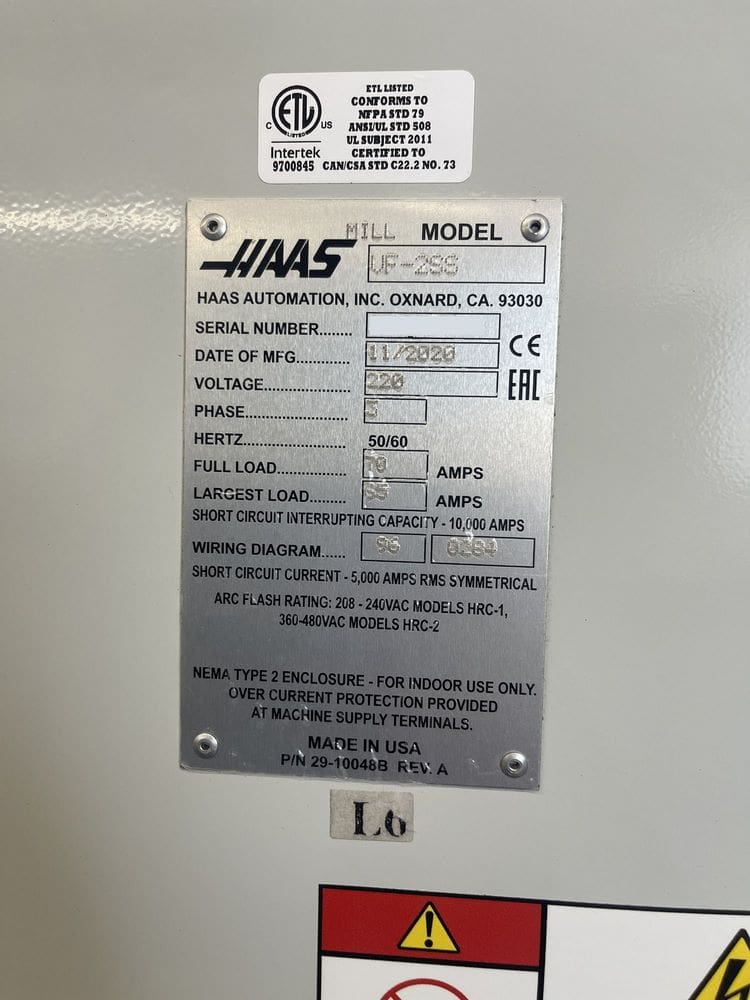 ETL LISTED
CONFORMS TO
NFPA STD 79
ANSI/UL STD 508
UL SUBJECT 2011
CERTIFIED TO
CAN/CSA STD C22.2 NO. 73
ETL
LISTED
C US
Intertek
9700845
MILL MODEL
HAAS VF-2SS
HAAS AUTOMATION, INC. OXNARD, CA. 93030
SERIAL NUMBER........
DATE OF MFG........... 11/2020
CE
VOLTAGE................. 220
EAC
PHASE..................... 3
HERTZ..................... 50/60
FULL LOAD................ 70 AMPS
LARGEST LOAD......... AMPS
SHORT CIRCUIT INTERRUPTING CAPACITY - 10,000 AMPS
WIRING DIAGRAM...... 96 0284
SHORT CIRCUIT CURRENT - 5,000 AMPS RMS SYMMETRICAL
ARC FLASH RATING: 208 - 240VAC MODELS HRC-1,
360-480VAC MODELS HRC-2
NEMA TYPE 2 ENCLOSURE - FOR INDOOR USE ONLY.
OVER CURRENT PROTECTION PROVIDED
AT MACHINE SUPPLY TERMINALS.
MADE IN USA
P/N 29-10048B REV. A
L6